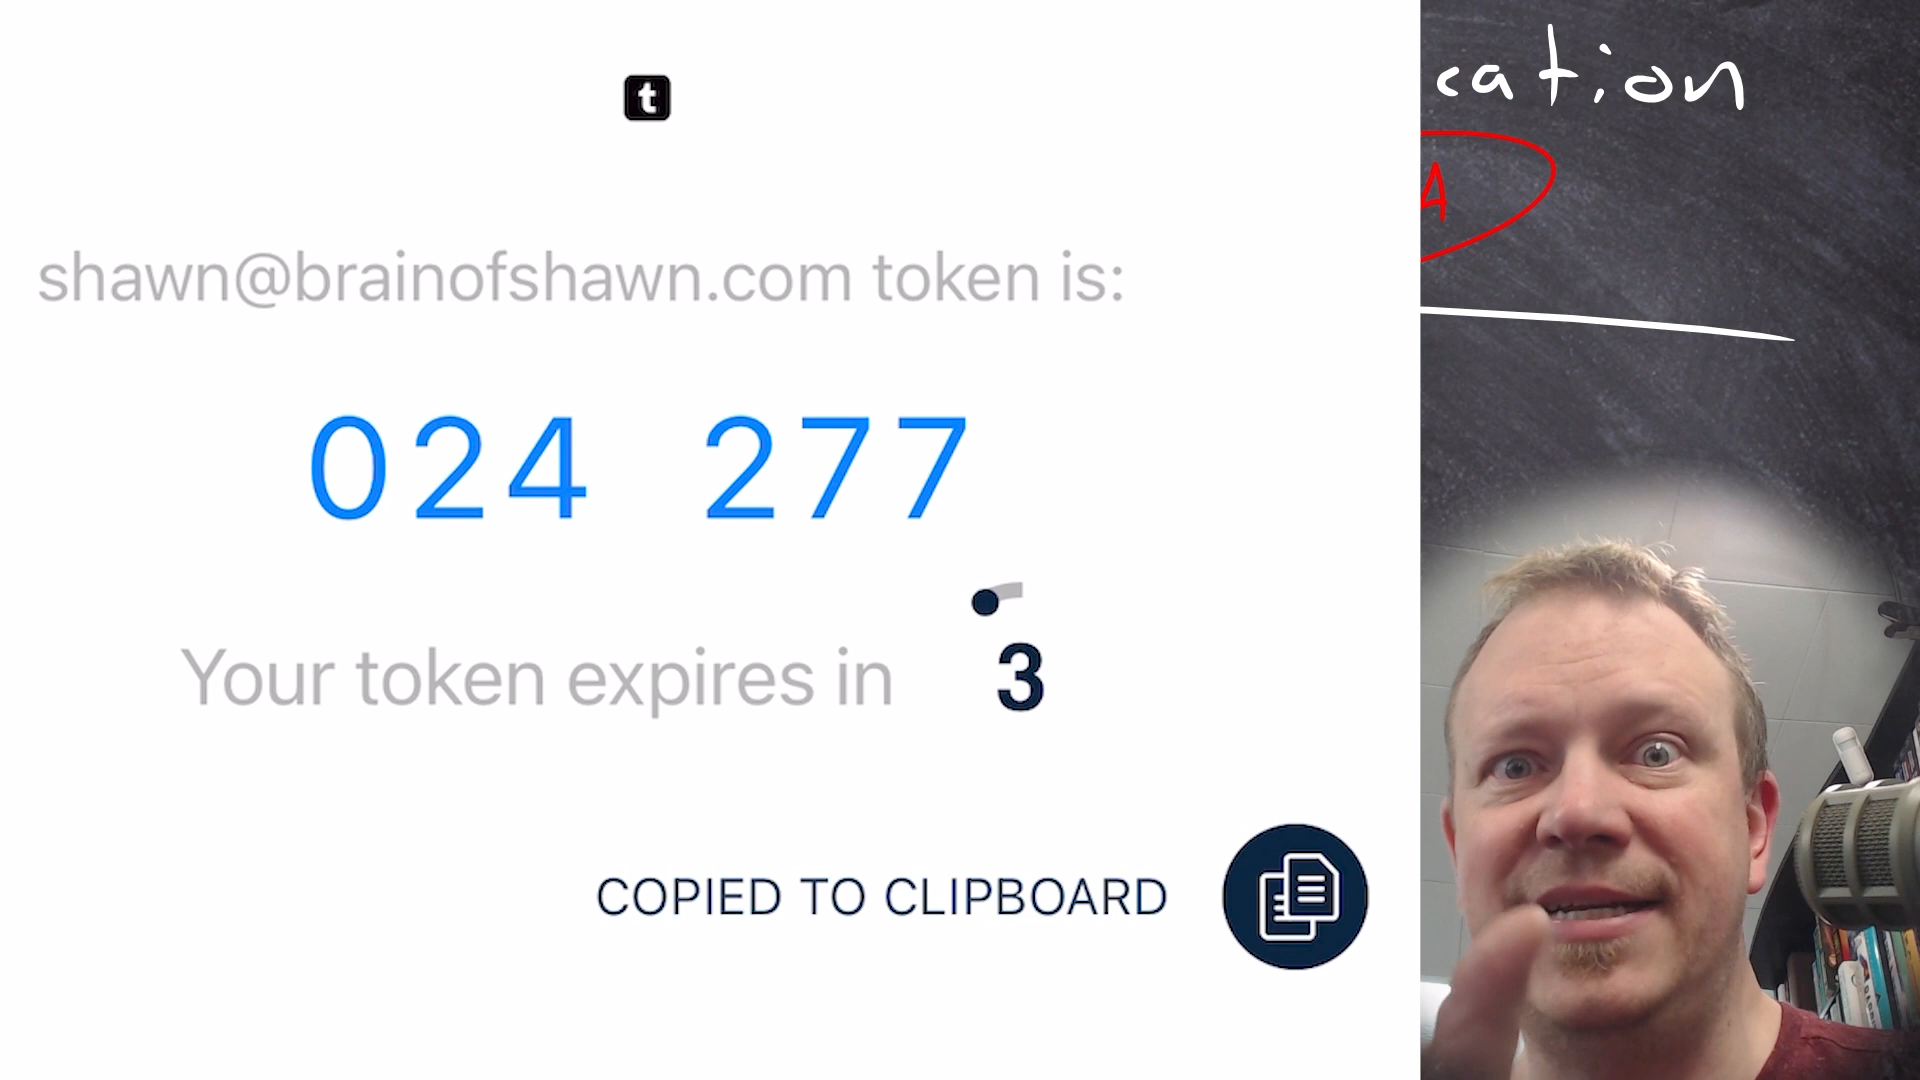 t
shawn@brainofshawn.com token is:
024 277
Your token expires in 3
COPIED TO CLIPBOARD
cation
A